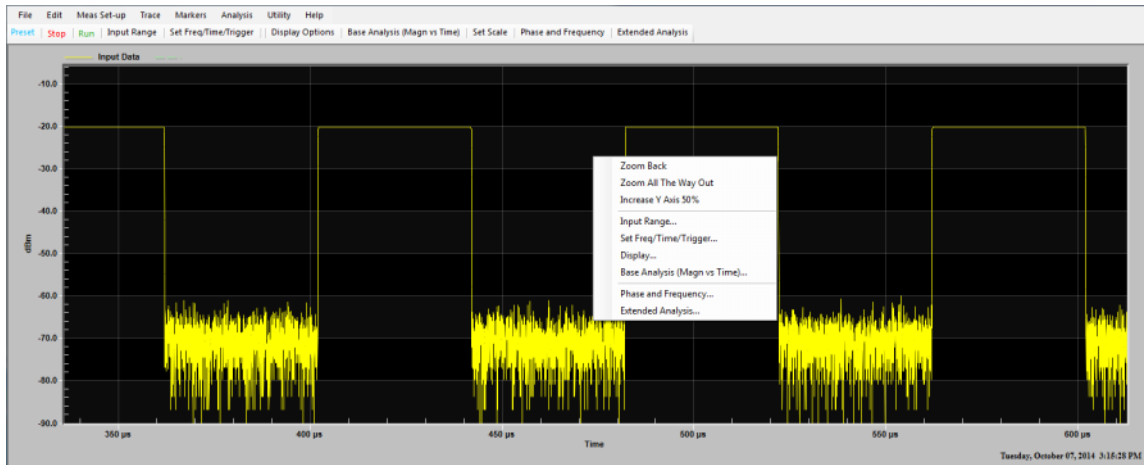 File Edit Meas Set-up Trace Markers Analysis Utility Help
Preset | Stop | Run | Input Range | Set Freq/Time/Trigger | | Display Options | Base Analysis (Magn vs Time) | Set Scale | Phase and Frequency | Extended Analysis
Input Data
-10.0
-20.0
-30.0
-40.0
dBm
-50.0
-60.0
-70.0
-80.0
-90.0
Zoom Back
Zoom All The Way Out
Increase Y Axis 50%
Input Range...
Set Freq/Time/Trigger...
Display...
Base Analysis (Magn vs Time)...
Phase and Frequency...
Extended Analysis...
350 µs 400 µs 450 µs 500 µs 550 µs 600 µs
Time
Tuesday, October 07, 2014 3:15:28 PM